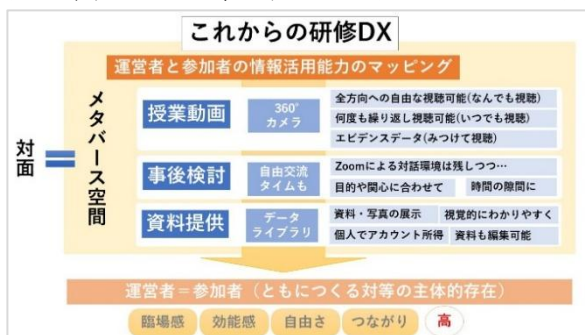 これからの研修DX
運営者と参加者の情報活用能力のマッピング
対面
=
メタバース空間
授業動画
360°
カメラ
全方向への自由な視聴可能(なんでも視聴)
何度も繰り返し視聴可能(いつでも視聴)
エビデンスデータ(みつけて視聴)
事後検討
自由交流
タイムも
Zoomによる対話環境は残しつつ…
目的や関心に合わせて
時間の隙間に
資料提供
データ
ライブラリ
資料・写真の展示
視覚的にわかりやすく
個人でアカウント所得
資料も編集可能
運営者=参加者(ともにつくる対等の主体的存在)
臨場感
効能感
自由さ
つながり
高